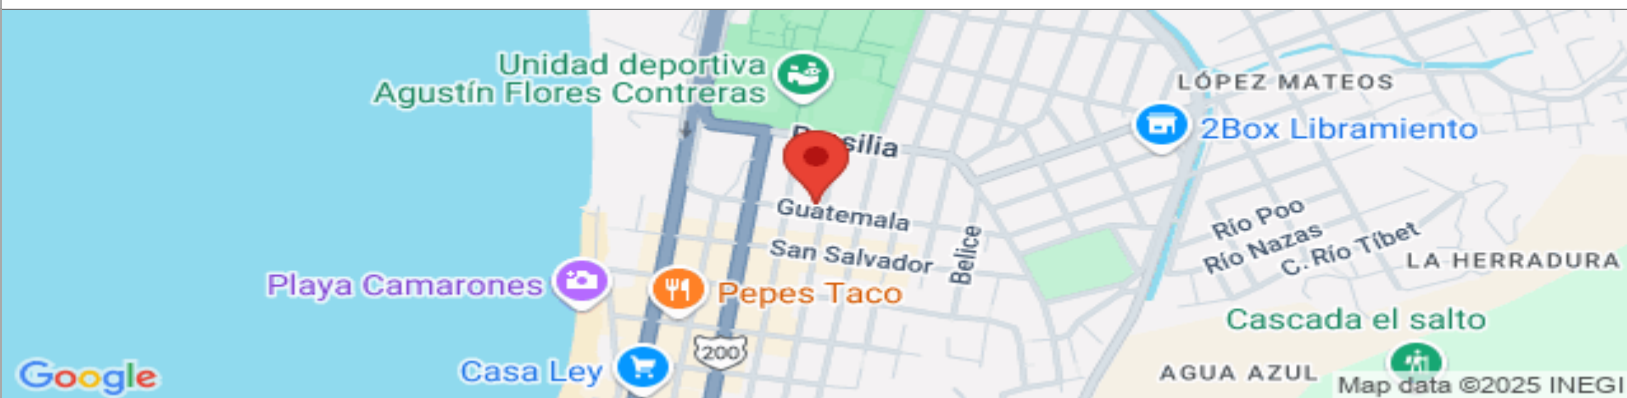 Unidad deportiva
Agustín Flores Contreras
LÓPEZ MATEOS
2Box Libramiento
Guatemala
San Salvador
Belice
Río Poo
Río Nazas
C. Río Tíbet
LA HERRADURA
Playa Camarones
Pepes Taco
Cascada el salto
200
Casa Ley
AGUA AZUL
Google
Map data ©2025 INEGI